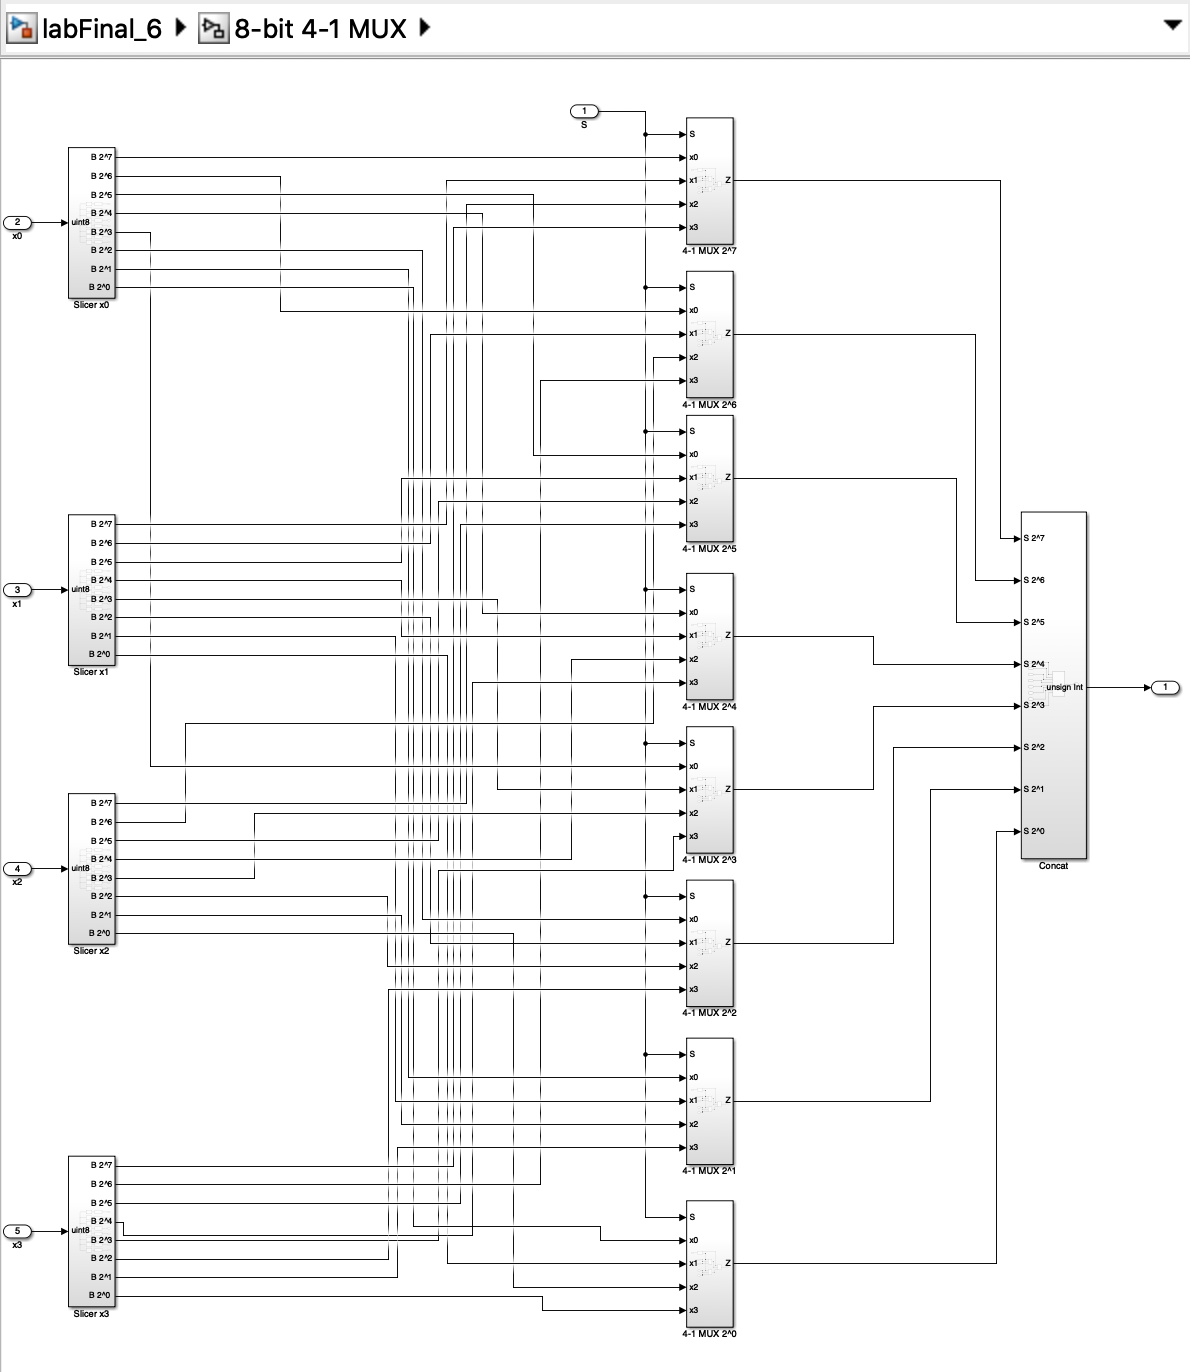 labFinal_6 8-bit 4-1 MUX
1
S
2
x0
uint8
B 2^7
B 2^6
B 2^5
B 2^4
B 2^3
B 2^2
B 2^1
B 2^0
Slicer x0
3
x1
uint8
B 2^7
B 2^6
B 2^5
B 2^4
B 2^3
B 2^2
B 2^1
B 2^0
Slicer x1
4
x2
uint8
B 2^7
B 2^6
B 2^5
B 2^4
B 2^3
B 2^2
B 2^1
B 2^0
Slicer x2
5
x3
uint8
B 2^7
B 2^6
B 2^5
B 2^4
B 2^3
B 2^2
B 2^1
B 2^0
Slicer x3
S
x0
x1 Z
x2
x3
4-1 MUX 2^7
S
x0
x1 Z
x2
x3
4-1 MUX 2^6
S
x0
x1 Z
x2
x3
4-1 MUX 2^5
S
x0
x1 Z
x2
x3
4-1 MUX 2^4
S
x0
x1 Z
x2
x3
4-1 MUX 2^3
S
x0
x1 Z
x2
x3
4-1 MUX 2^2
S
x0
x1 Z
x2
x3
4-1 MUX 2^1
S
x0
x1 Z
x2
x3
4-1 MUX 2^0
S 2^7
S 2^6
S 2^5
S 2^4
unsign Int
S 2^3
S 2^2
S 2^1
S 2^0
Concat
1